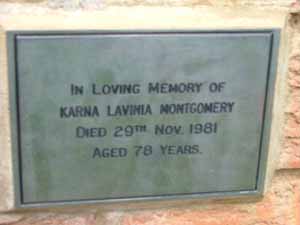 IN LOVING MEMORY OF
KARNA LAVINIA MONTGOMERY
DIED 29TH NOV. 1981
AGED 78 YEARS.